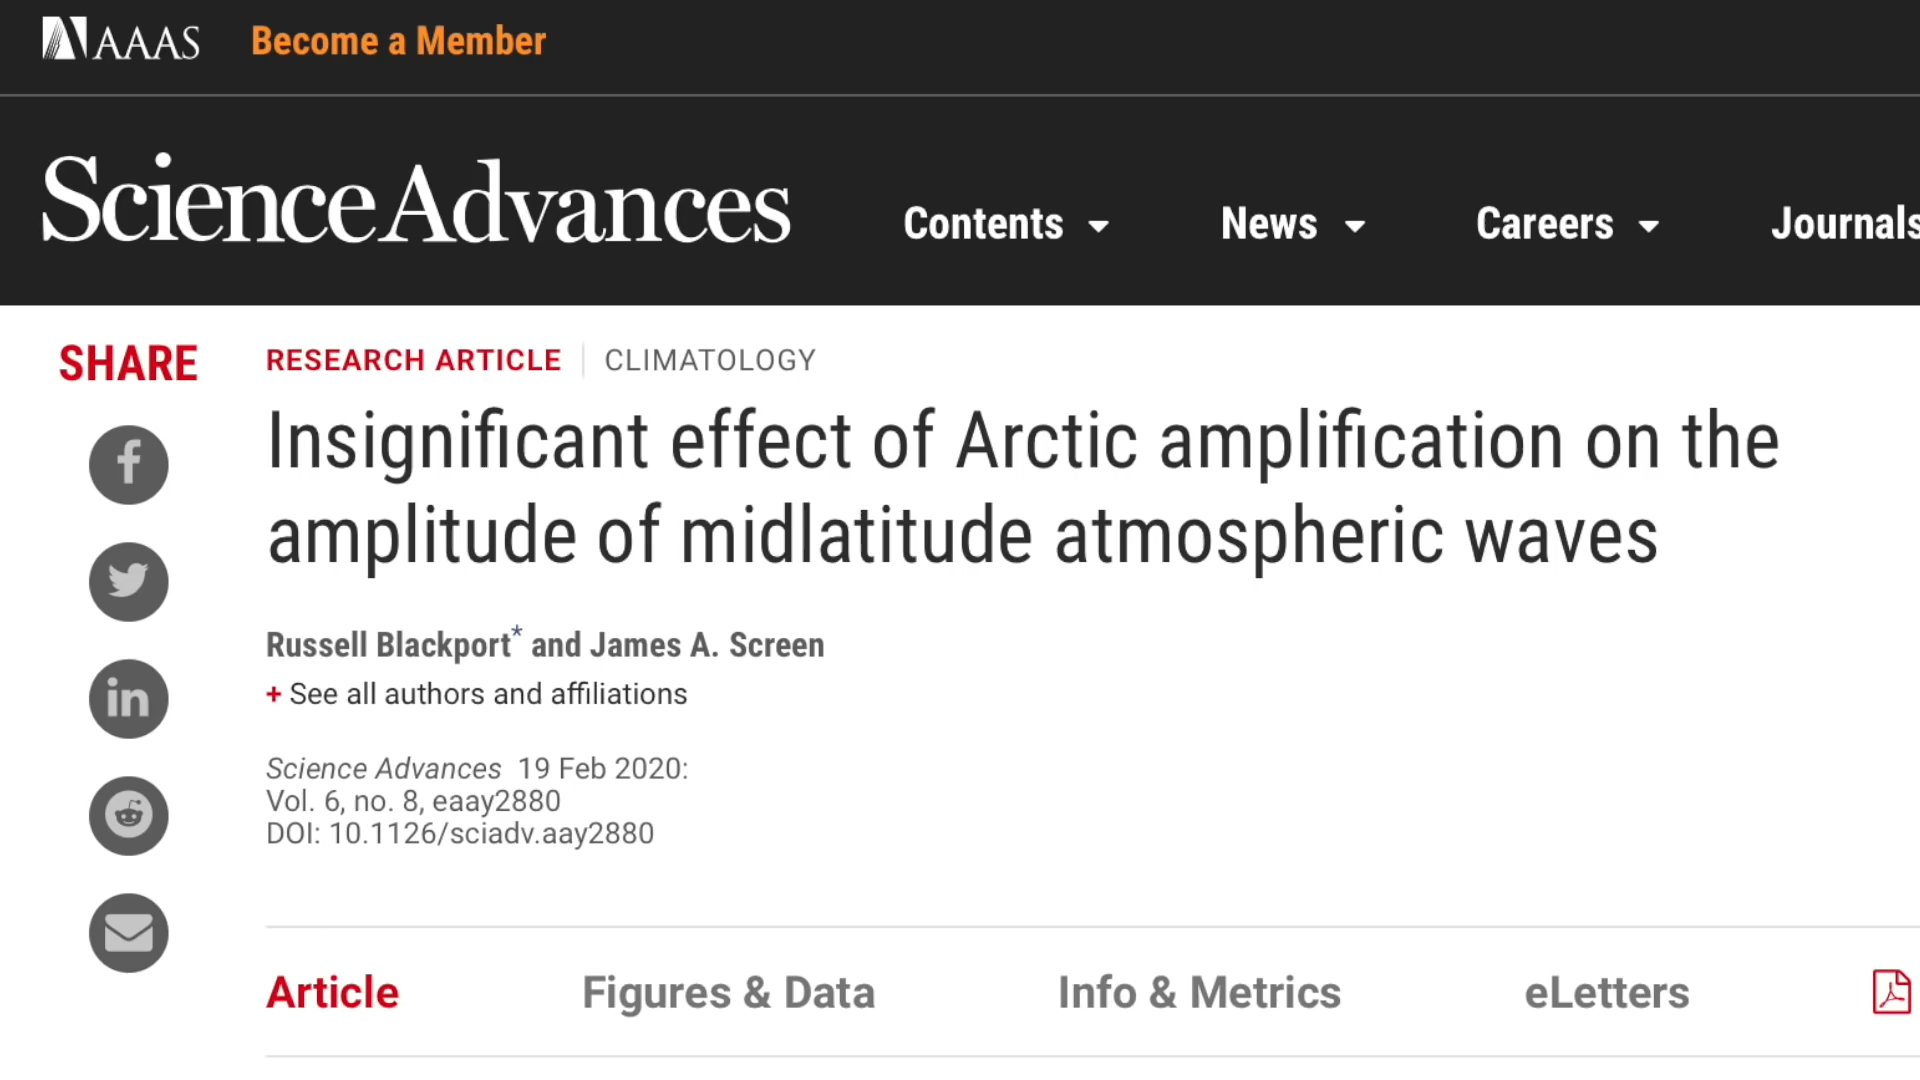 AAAS Become a Member
Science Advances Contents News Careers Journals
SHARE
RESEARCH ARTICLE CLIMATOLOGY
Insignificant effect of Arctic amplification on the
amplitude of midlatitude atmospheric waves
Russell Blackport* and James A. Screen
+ See all authors and affiliations
Science Advances 19 Feb 2020:
Vol. 6, no. 8, eaay2880
DOI: 10.1126/sciadv.aay2880
Article Figures & Data Info & Metrics eLetters